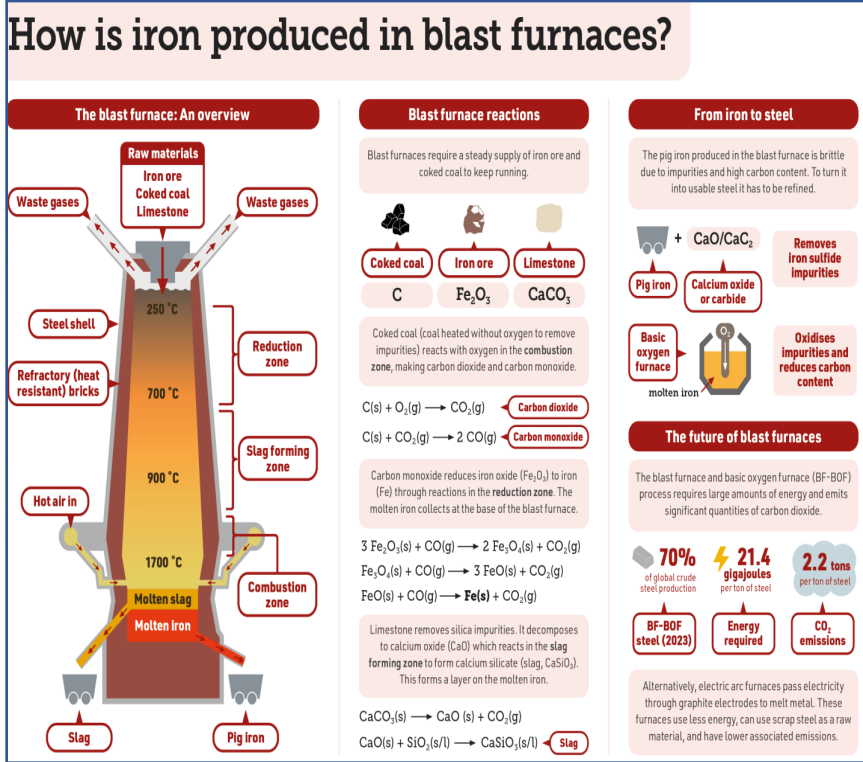 How is iron produced in blast furnaces?
The blast furnace: An overview
Raw materials
Iron ore
Coked coal
Limestone
Waste gases
Waste gases
250 ˚C
Steel shell
Reduction
zone
Refractory (heat
resistant) bricks
700 ˚C
Slag forming
zone
900 ˚C
Hot air in
1700 ˚C
Combustion
zone
Molten slag
Molten iron
Slag
Pig iron
Blast furnace reactions
Blast furnaces require a steady supply of iron ore and
coked coal to keep running.
Coked coal
Iron ore
Limestone
C
Fe₂O₃
CaCO₃
Coked coal (coal heated without oxygen to remove
impurities) reacts with oxygen in the combustion
zone, making carbon dioxide and carbon monoxide.
C(s) + O₂(g) ⟶ CO₂(g)
Carbon dioxide
C(s) + CO₂(g) ⟶ 2 CO(g)
Carbon monoxide
Carbon monoxide reduces iron oxide (Fe₂O₃) to iron
(Fe) through reactions in the reduction zone. The
molten iron collects at the base of the blast furnace.
3 Fe₂O₃(s) + CO(g) ⟶ 2 Fe₃O₄(s) + CO₂(g)
Fe₃O₄(s) + CO(g) ⟶ 3 FeO(s) + CO₂(g)
FeO(s) + CO(g) ⟶ Fe(s) + CO₂(g)
Limestone removes silica impurities. It decomposes
to calcium oxide (CaO) which reacts in the slag
forming zone to form calcium silicate (slag, CaSiO₃).
This forms a layer on the molten iron.
CaCO₃(s) ⟶ CaO (s) + CO₂(g)
CaO(s) + SiO₂(s/l) ⟶ CaSiO₃(s/l)
Slag
From iron to steel
The pig iron produced in the blast furnace is brittle
due to impurities and high carbon content. To turn it
into usable steel it has to be refined.
+ CaO/CaC₂
Pig iron
Calcium oxide
or carbide
Removes
iron sulfide
impurities
Basic
oxygen
furnace
O₂
molten iron
Oxidises
impurities and
reduces carbon
content
The future of blast furnaces
The blast furnace and basic oxygen furnace (BF-BOF)
process requires large amounts of energy and emits
significant quantities of carbon dioxide.
70%
of global crude
steel production
BF-BOF
steel (2023)
21.4
gigajoules
per ton of steel
Energy
required
2.2 tons
per ton of steel
CO₂
emissions
Alternatively, electric arc furnaces pass electricity
through graphite electrodes to melt metal. These
furnaces use less energy, can use scrap steel as a raw
material, and have lower associated emissions.